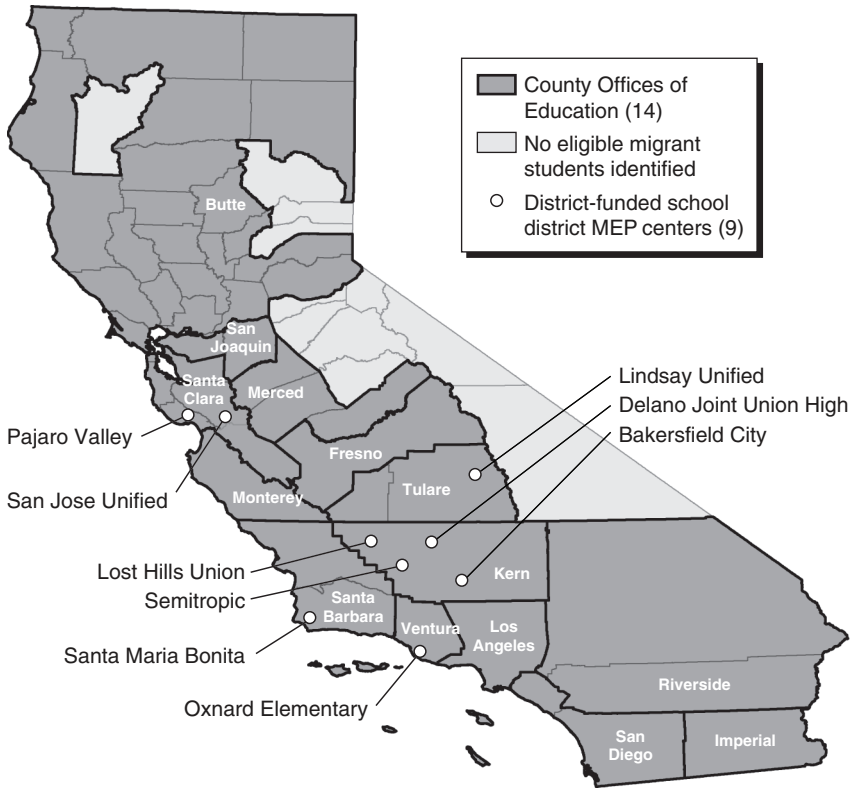 County Offices of
Education (14)
No eligible migrant
students identified
District-funded school
district MEP centers (9)
Butte
San
Joaquin
Santa
Clara
Merced
Lindsay Unified
Delano Joint Union High
Bakersfield City
Pajaro Valley
Fresno
San Jose Unified
Monterey
Tulare
Lost Hills Union
Semitropic
Kern
Santa
Barbara
Ventura
Los
Angeles
Santa Maria Bonita
Oxnard Elementary
Riverside
San
Diego
Imperial